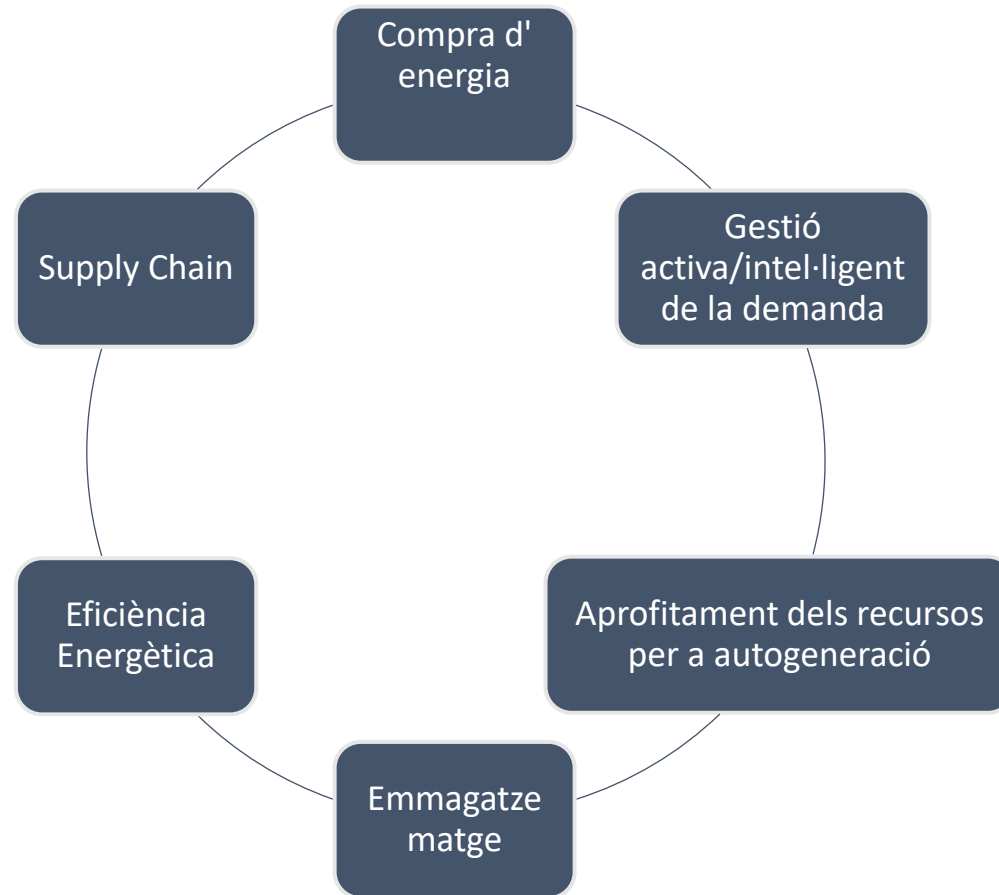 Compra d'
energia
Gestió
activa/intel·ligent
de la demanda
Aprofitament dels recursos
per a autogeneració
Emmagatze
matge
Eficiència
Energètica
Supply Chain